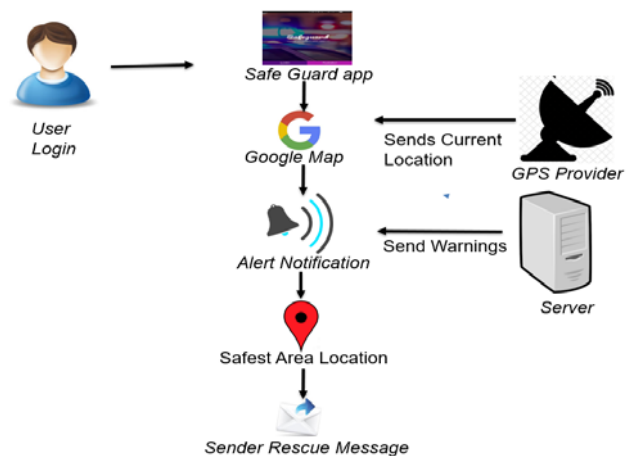 Safeguard
Safe Guard app
User
Login
Google Map
Sends Current
Location
GPS Provider
Alert Notification
Send Warnings
Server
Safest Area Location
Sender Rescue Message